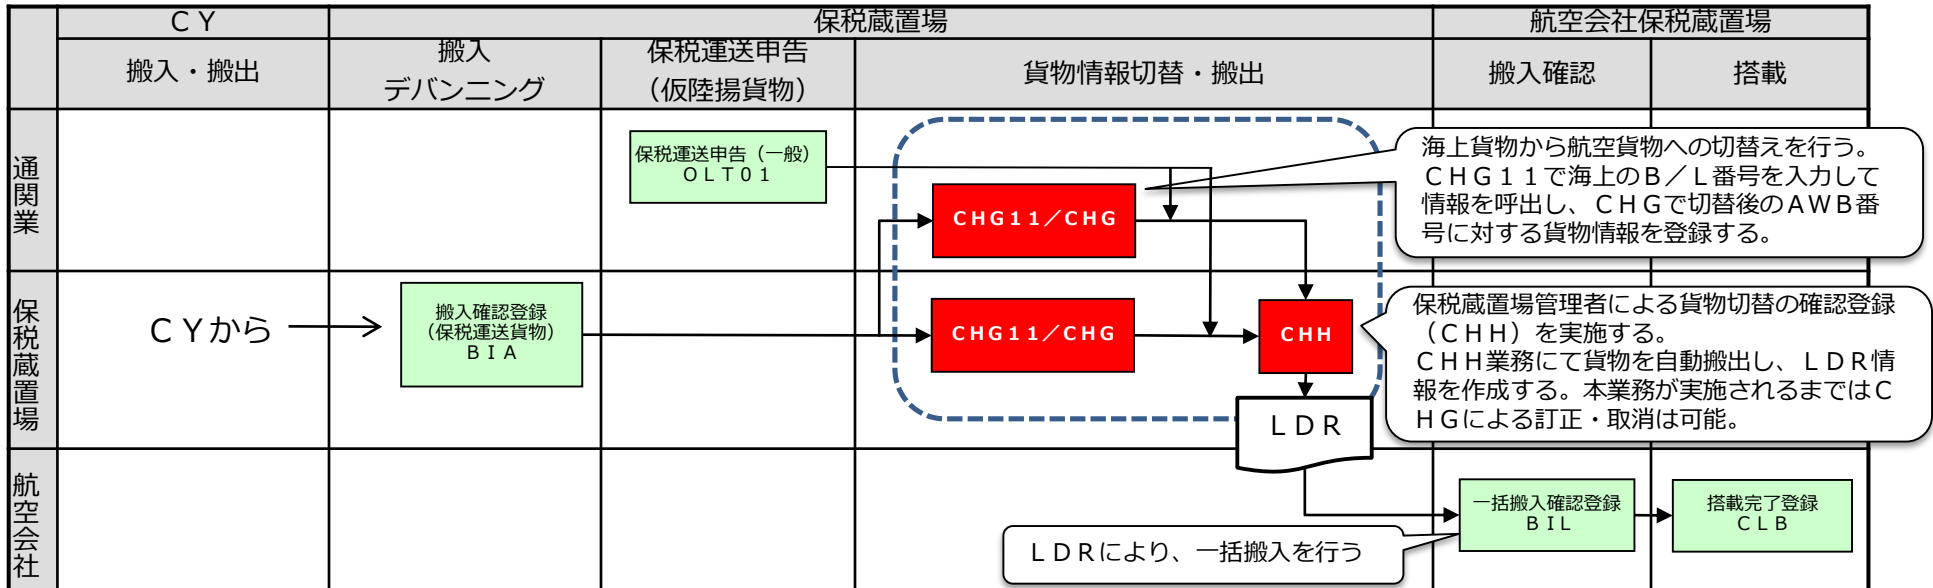 ＣＹ
保税蔵置場
航空会社保税蔵置場
搬入・搬出
搬入
デバンニング
保税運送申告
（仮陸揚貨物）
貨物情報切替・搬出
搬入確認
搭載
通関業
保税運送申告（一般）
ＯＬＴ０１
ＣＨＧ１１／ＣＨＧ
海上貨物から航空貨物への切替えを行う。
ＣＨＧ１１で海上のＢ／Ｌ番号を入力して
情報を呼出し、ＣＨＧで切替後のＡＷＢ番
号に対する貨物情報を登録する。
保税蔵置場
ＣＹから
搬入確認登録
（保税運送貨物）
ＢＩＡ
ＣＨＧ１１／ＣＨＧ
ＣＨＨ
保税蔵置場管理者による貨物切替の確認登録
（ＣＨＨ）を実施する。
ＣＨＨ業務にて貨物を自動搬出し、ＬＤＲ情
報を作成する。本業務が実施されるまではＣ
ＨＧによる訂正・取消は可能。
ＬＤＲ
航空会社
ＬＤＲにより、一括搬入を行う
一括搬入確認登録
ＢＩＬ
搭載完了登録
ＣＬＢ